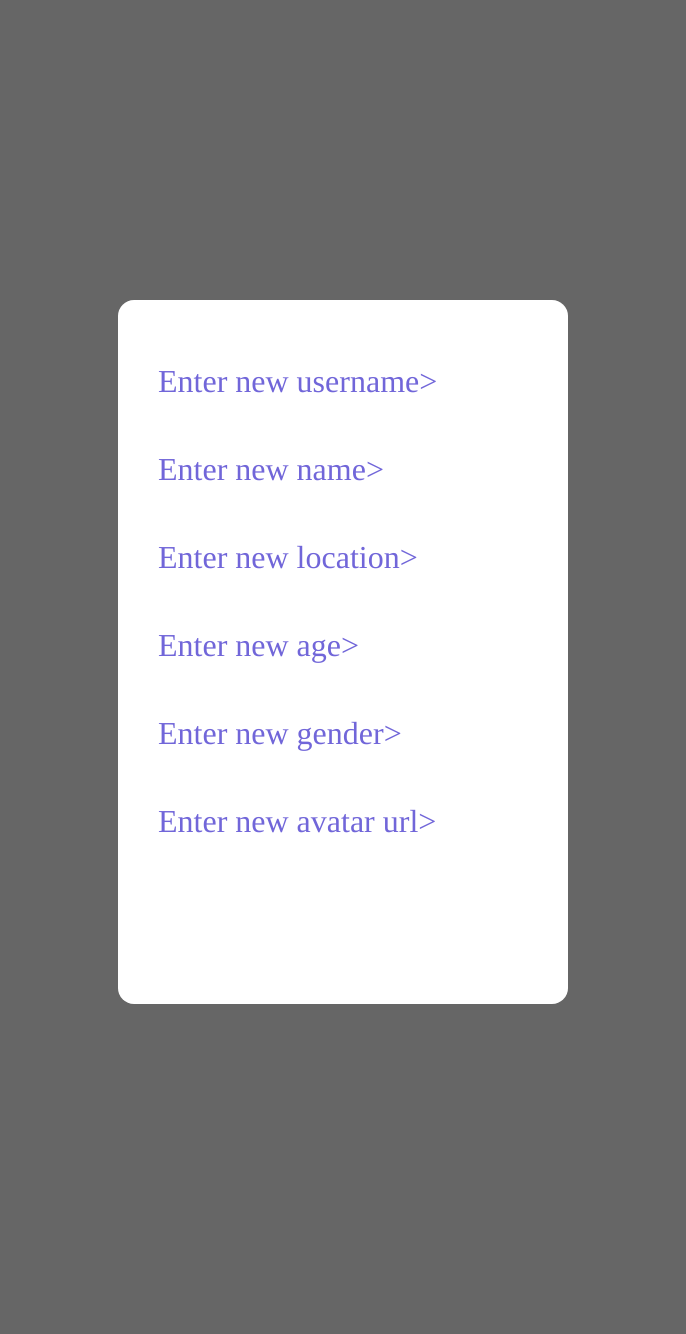 Enter new username>
Enter new name>
Enter new location>
Enter new age>
Enter new gender>
Enter new avatar url>